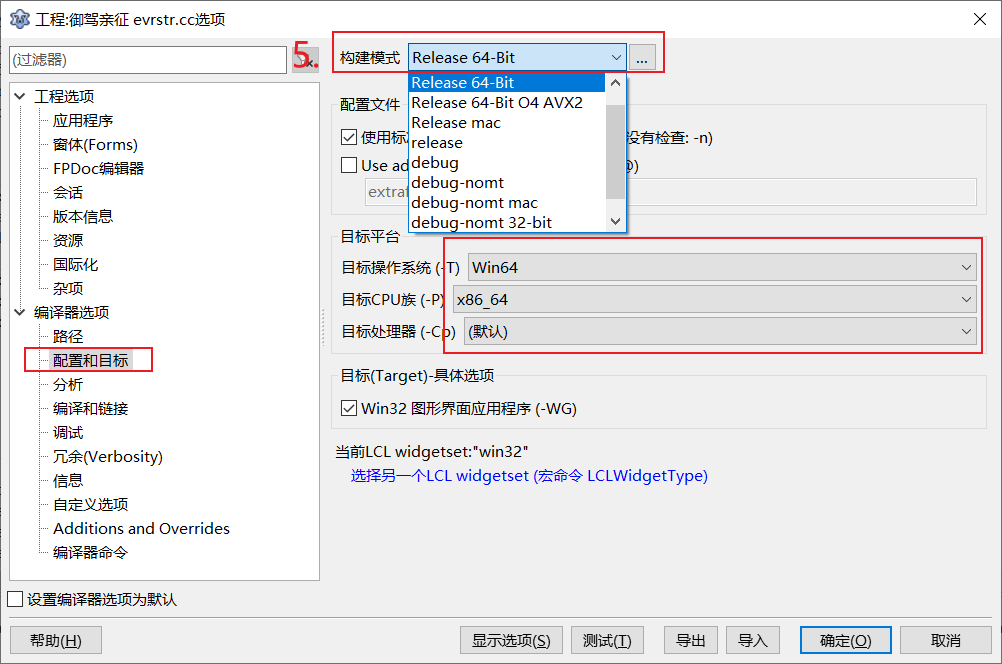 工程:御驾亲征 evrstr.cc选项
(过滤器)
5.
构建模式
Release 64-Bit
...
Release 64-Bit
Release 64-Bit O4 AVX2
Release mac
release
debug
debug-nomt
debug-nomt mac
debug-nomt 32-bit
工程选项
应用程序
窗体(Forms)
FPDoc编辑器
会话
版本信息
资源
国际化
杂项
编译器选项
路径
配置和目标
分析
编译和链接
调试
冗余(Verbosity)
信息
自定义选项
Additions and Overrides
编译器命令
配置文件
使用标 没有检查: -n)
Use ad @)
extraf
目标平台
目标操作系统 (-T)
Win64
目标CPU族 (-P)
x86_64
目标处理器 (-Cp)
(默认)
目标(Target)-具体选项
Win32 图形界面应用程序 (-WG)
当前LCL widgetset:"win32"
选择另一个LCL widgetset (宏命令 LCLWidgetType)
设置编译器选项为默认
帮助(H)
显示选项(S)
测试(T)
导出
导入
确定(O)
取消